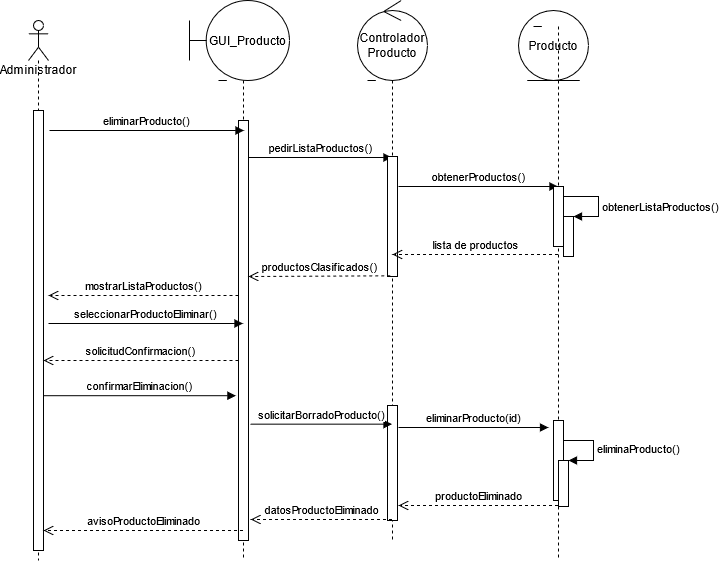 Administrador
GUI_Producto
Controlador
Producto
Producto
eliminarProducto()
pedirListaProductos()
obtenerProductos()
obtenerListaProductos()
lista de productos
productosClasificados()
mostrarListaProductos()
seleccionarProductoEliminar()
solicitudConfirmacion()
confirmarEliminacion()
solicitarBorradoProducto()
eliminarProducto(id)
eliminaProducto()
productoEliminado
datosProductoEliminado
avisoProductoEliminado